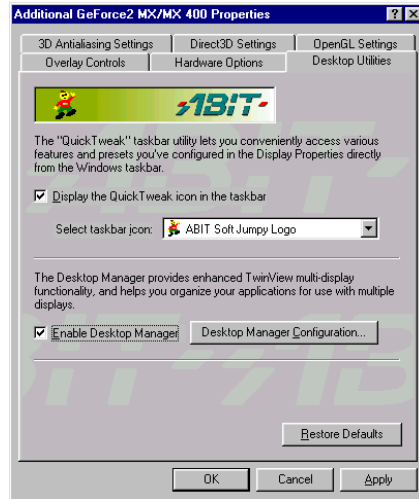 Additional GeForce2 MX/MX 400 Properties
3D Antialiasing Settings
Direct3D Settings
OpenGL Settings
Overlay Controls
Hardware Options
Desktop Utilities
ABIT
The "QuickTweak" taskbar utility lets you conveniently access various
features and presets you've configured in the Display Properties directly
from the Windows taskbar.
Display the QuickTweak icon in the taskbar
Select taskbar icon:
ABIT Soft Jumpy Logo
The Desktop Manager provides enhanced TwinView multi-display
functionality, and helps you organize your applications for use with multiple
displays.
Enable Desktop Manager
Desktop Manager Configuration...
Restore Defaults
OK
Cancel
Apply